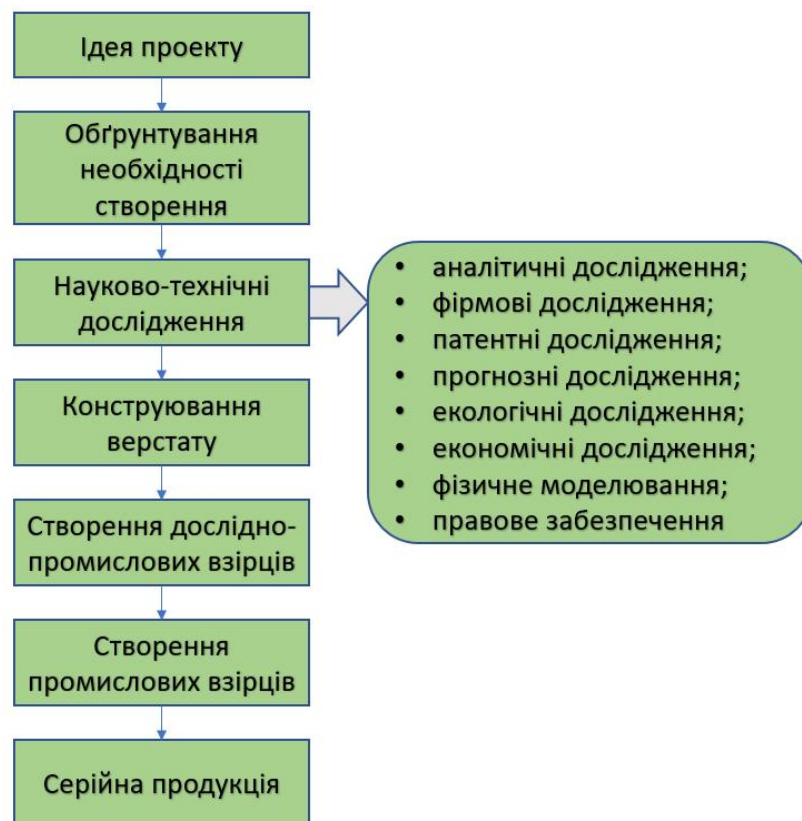 Ідея проекту
Обґрунтування
необхідності
створення
Науково-технічні
дослідження
• аналітичні дослідження;
• фірмові дослідження;
• патентні дослідження;
• прогнозні дослідження;
• екологічні дослідження;
• економічні дослідження;
• фізичне моделювання;
• правове забезпечення
Конструювання
верстату
Створення дослідно-
промислових взірців
Створення
промислових взірців
Серійна продукція